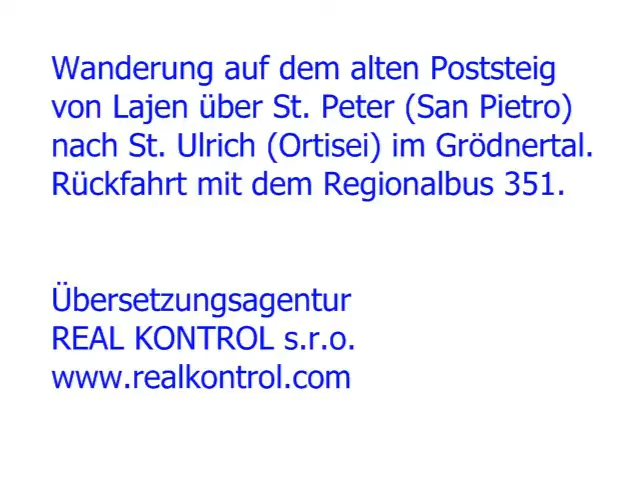 Wanderung auf dem alten Poststeig
von Lajen über St. Peter (San Pietro)
nach St. Ulrich (Ortisei) im Grödnertal.
Rückfahrt mit dem Regionalbus 351.
Übersetzungsagentur
REAL KONTROL s.r.o.
www.realkontrol.com